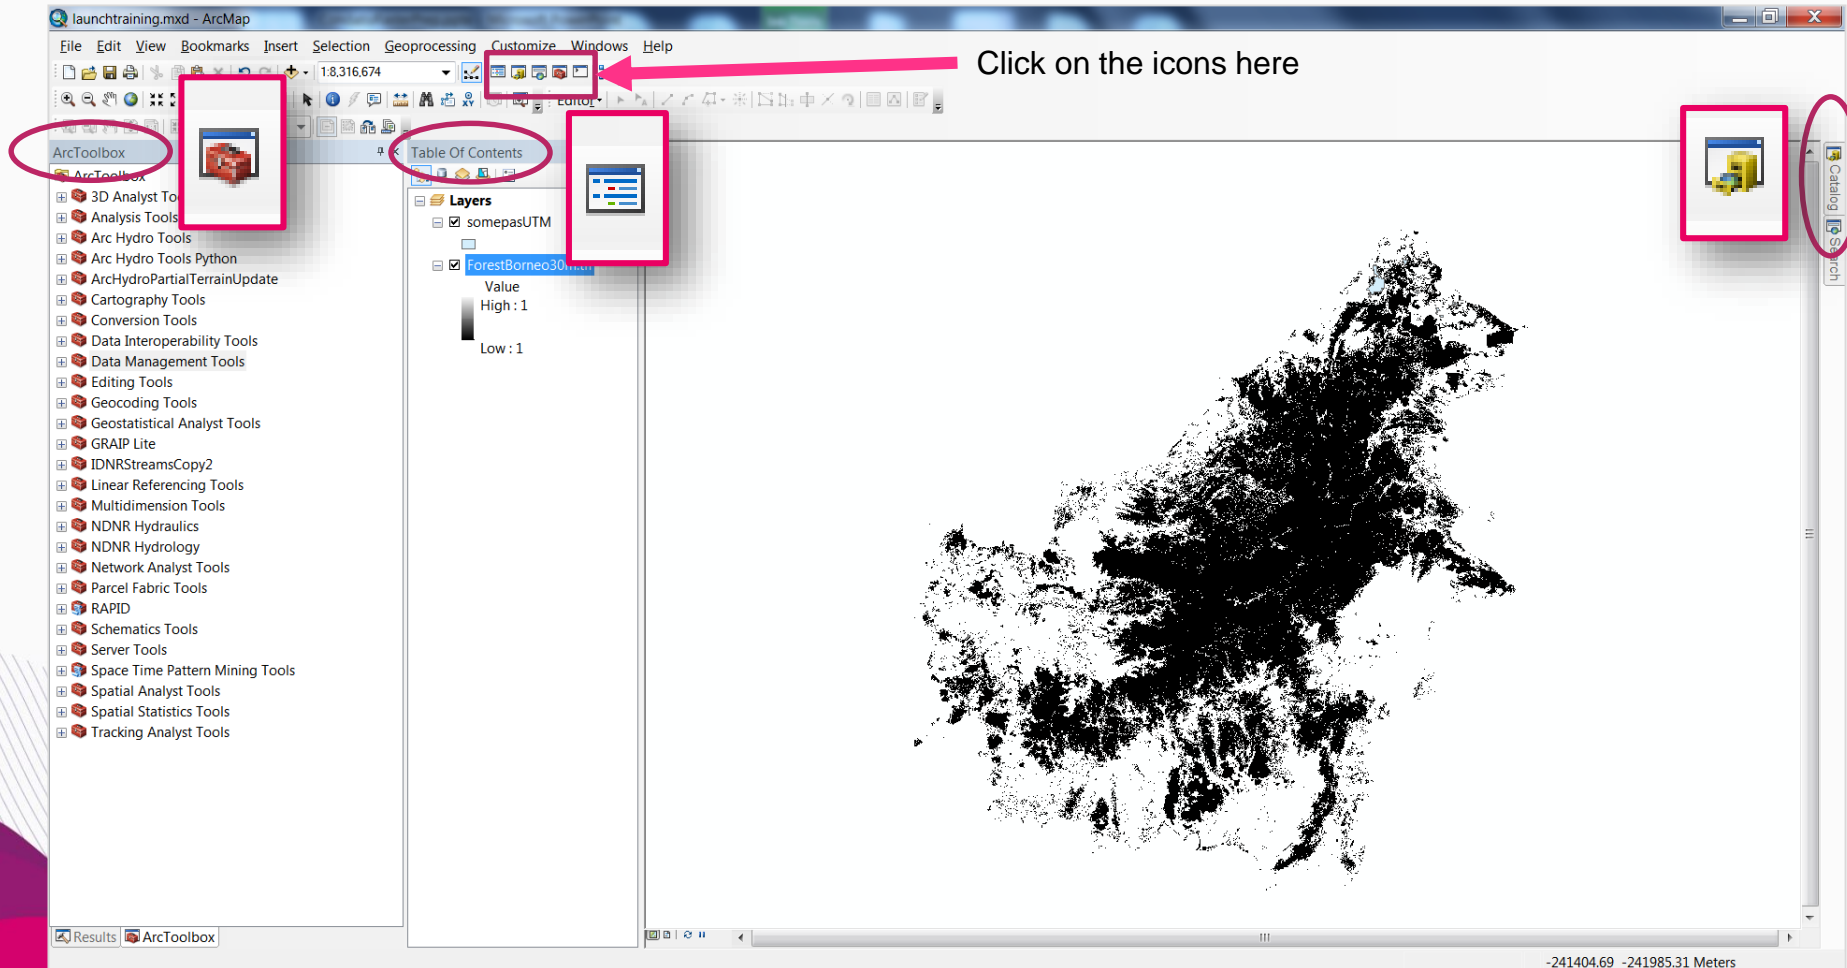 launchtraining.mxd - ArcMap
File Edit View Bookmarks Insert Selection Geoprocessing Customize Windows Help
1:8,316,674
Click on the icons here
Editor
ArcToolbox
ArcToolbox
3D Analyst To
Analysis Tools
Arc Hydro Tools
Arc Hydro Tools Python
ArcHydroPartialTerrainUpdate
Cartography Tools
Conversion Tools
Data Interoperability Tools
Data Management Tools
Editing Tools
Geocoding Tools
Geostatistical Analyst Tools
GRAIP Lite
IDNRStreamsCopy2
Linear Referencing Tools
Multidimension Tools
NDNR Hydraulics
NDNR Hydrology
Network Analyst Tools
Parcel Fabric Tools
RAPID
Schematics Tools
Server Tools
Space Time Pattern Mining Tools
Spatial Analyst Tools
Spatial Statistics Tools
Tracking Analyst Tools
Results ArcToolbox
Table Of Contents
Layers
somepasUTM
ForestBorneo30m.tif
Value
High : 1
Low : 1
Catalog
Search
-241404.69 -241985.31 Meters